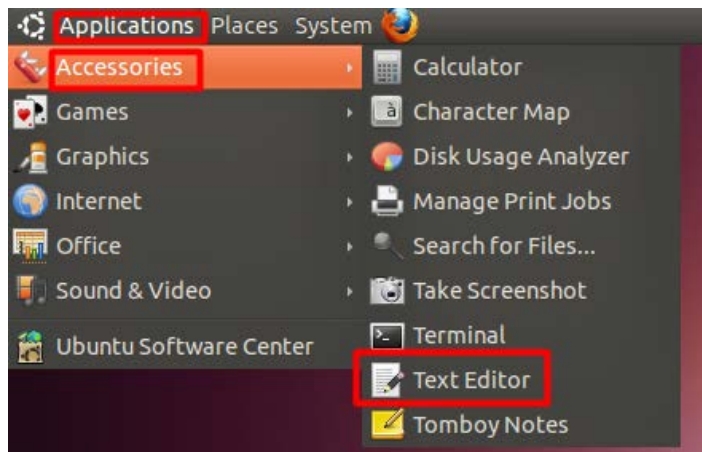 Applications Places System
Accessories
Games
Graphics
Internet
Office
Sound & Video
Ubuntu Software Center
Calculator
à Character Map
Disk Usage Analyzer
Manage Print Jobs
Search for Files...
Take Screenshot
Terminal
Text Editor
Tomboy Notes